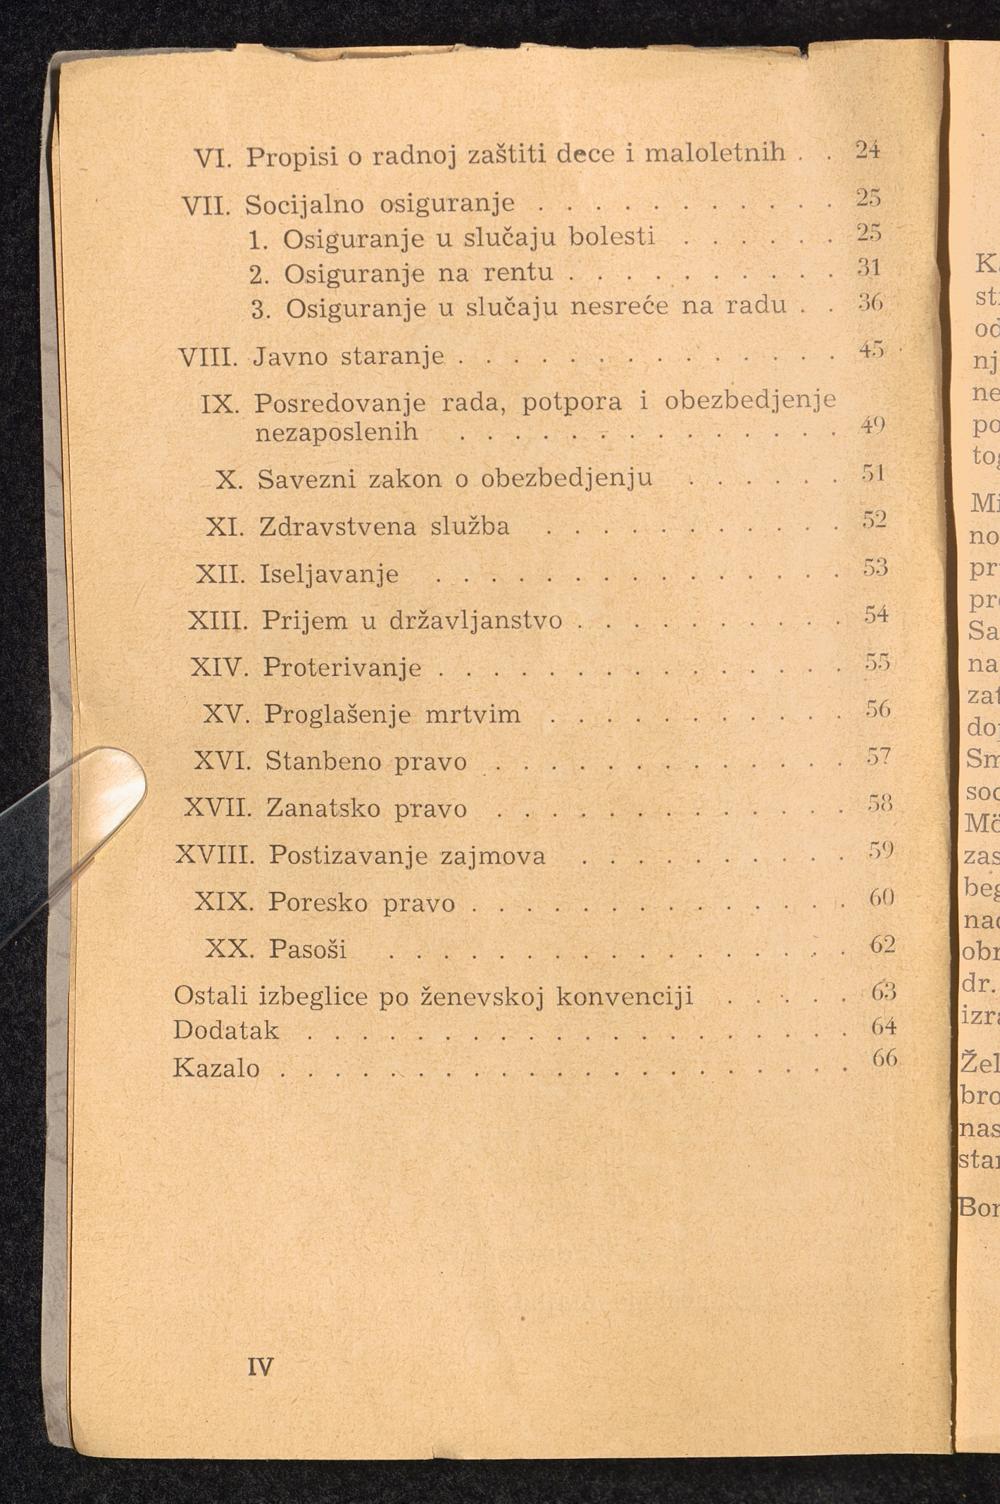 VI. Propisi o radnoj zaštiti dece i maloletnih . . 24
VII. Socijalno osiguranje . . . . . . . . . . . 25
1. Osiguranje u slučaju bolesti . . . . . . 25
2. Osiguranje na rentu . . . . . . . . . . 31
3. Osiguranje u slučaju nesreće na radu . . 36
VIII. Javno staranje . . . . . . . . . . . . . . 45
IX. Posredovanje rada, potpora i obezbedjenje
nezaposlenih . . . . . . . . . . . . . . 49
X. Savezni zakon o obezbedjenju . . . . . . 51
XI. Zdravstvena služba . . . . . . . . . . . 52
XII. Iseljavanje . . . . . . . . . . . . . . . 53
XIII. Prijem u državljanstvo . . . . . . . . . . 54
XIV. Proterivanje . . . . . . . . . . . . . . . 55
XV. Proglašenje mrtvim . . . . . . . . . . . 56
XVI. Stanbeno pravo . . . . . . . . . . . . . 57
XVII. Zanatsko pravo . . . . . . . . . . . . . 58
XVIII. Postizavanje zajmova . . . . . . . . . . 59
XIX. Poresko pravo . . . . . . . . . . . . . . 60
XX. Pasoši . . . . . . . . . . . . . . . . . 62
Ostali izbeglice po ženevskoj konvenciji . . . . . 63
Dodatak . . . . . . . . . . . . . . . . . . . . 64
Kazalo . . . . . . . . . . . . . . . . . . . . . 66
IV